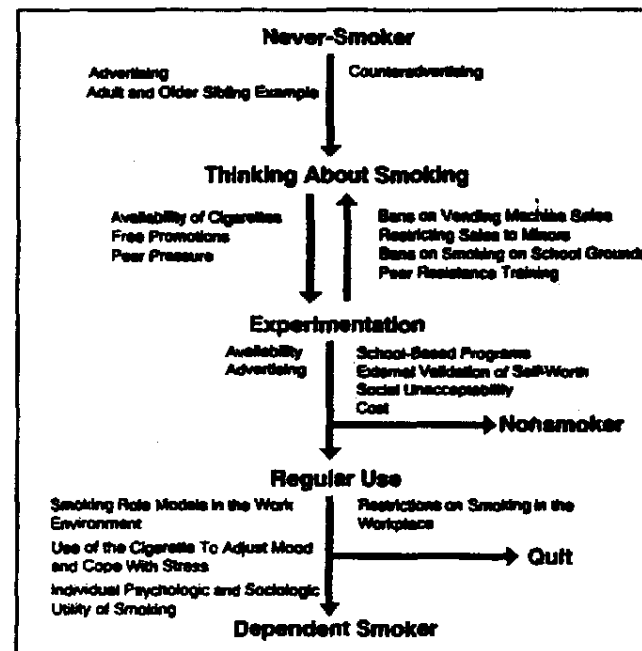 Never-Smoker
Advertising
Adult and Older Sibling Example
Counteradvertising
Thinking About Smoking
Availability of Cigarettes
Free Promotions
Peer Pressure
Bans on Vending Machine Sales
Restricting Sales to Minors
Bans on Smoking on School Grounds
Peer Resistance Training
Experimentation
Availability
Advertising
School-Based Programs
External Validation of Self-Worth
Social Unacceptability
Cost
Nonsmoker
Regular Use
Smoking Role Models in the Work
Environment
Use of the Cigarette To Adjust Mood
and Cope With Stress
Individual Psychologic and Sociologic
Utility of Smoking
Restrictions on Smoking in the
Workplace
Quit
Dependent Smoker